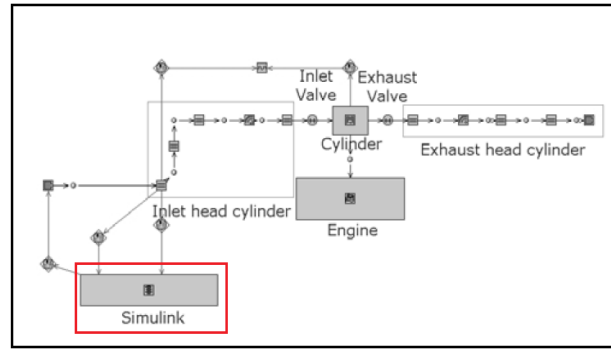 Inlet
Valve
Exhaust
Valve
Cylinder
Exhaust head cylinder
Inlet head cylinder
Engine
Simulink